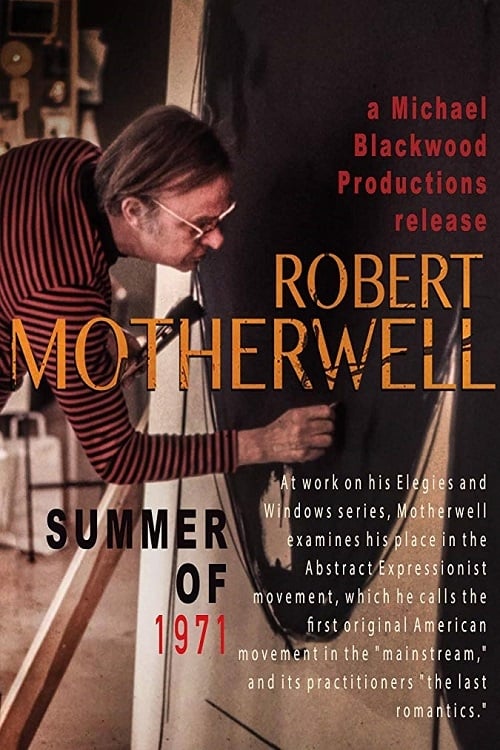 a Michael
Blackwood
Productions
release
ROBERT
MOTHERWELL
At work on his Elegies and
Windows series, Motherwell
examines his place in the
Abstract Expressionist
movement, which he calls the
first original American
movement in the "mainstream,"
and its practitioners "the last
romantics."
SUMMER
OF
1971